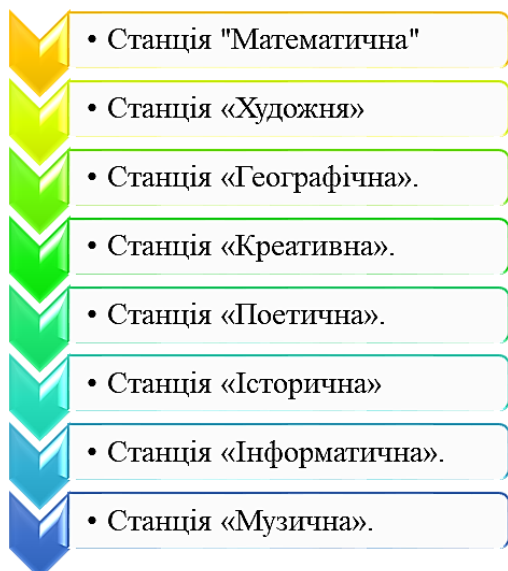 • Станція "Математична"
• Станція «Художня»
• Станція «Географічна».
• Станція «Креативна».
• Станція «Поетична».
• Станція «Історична»
• Станція «Інформатична».
• Станція «Музична».